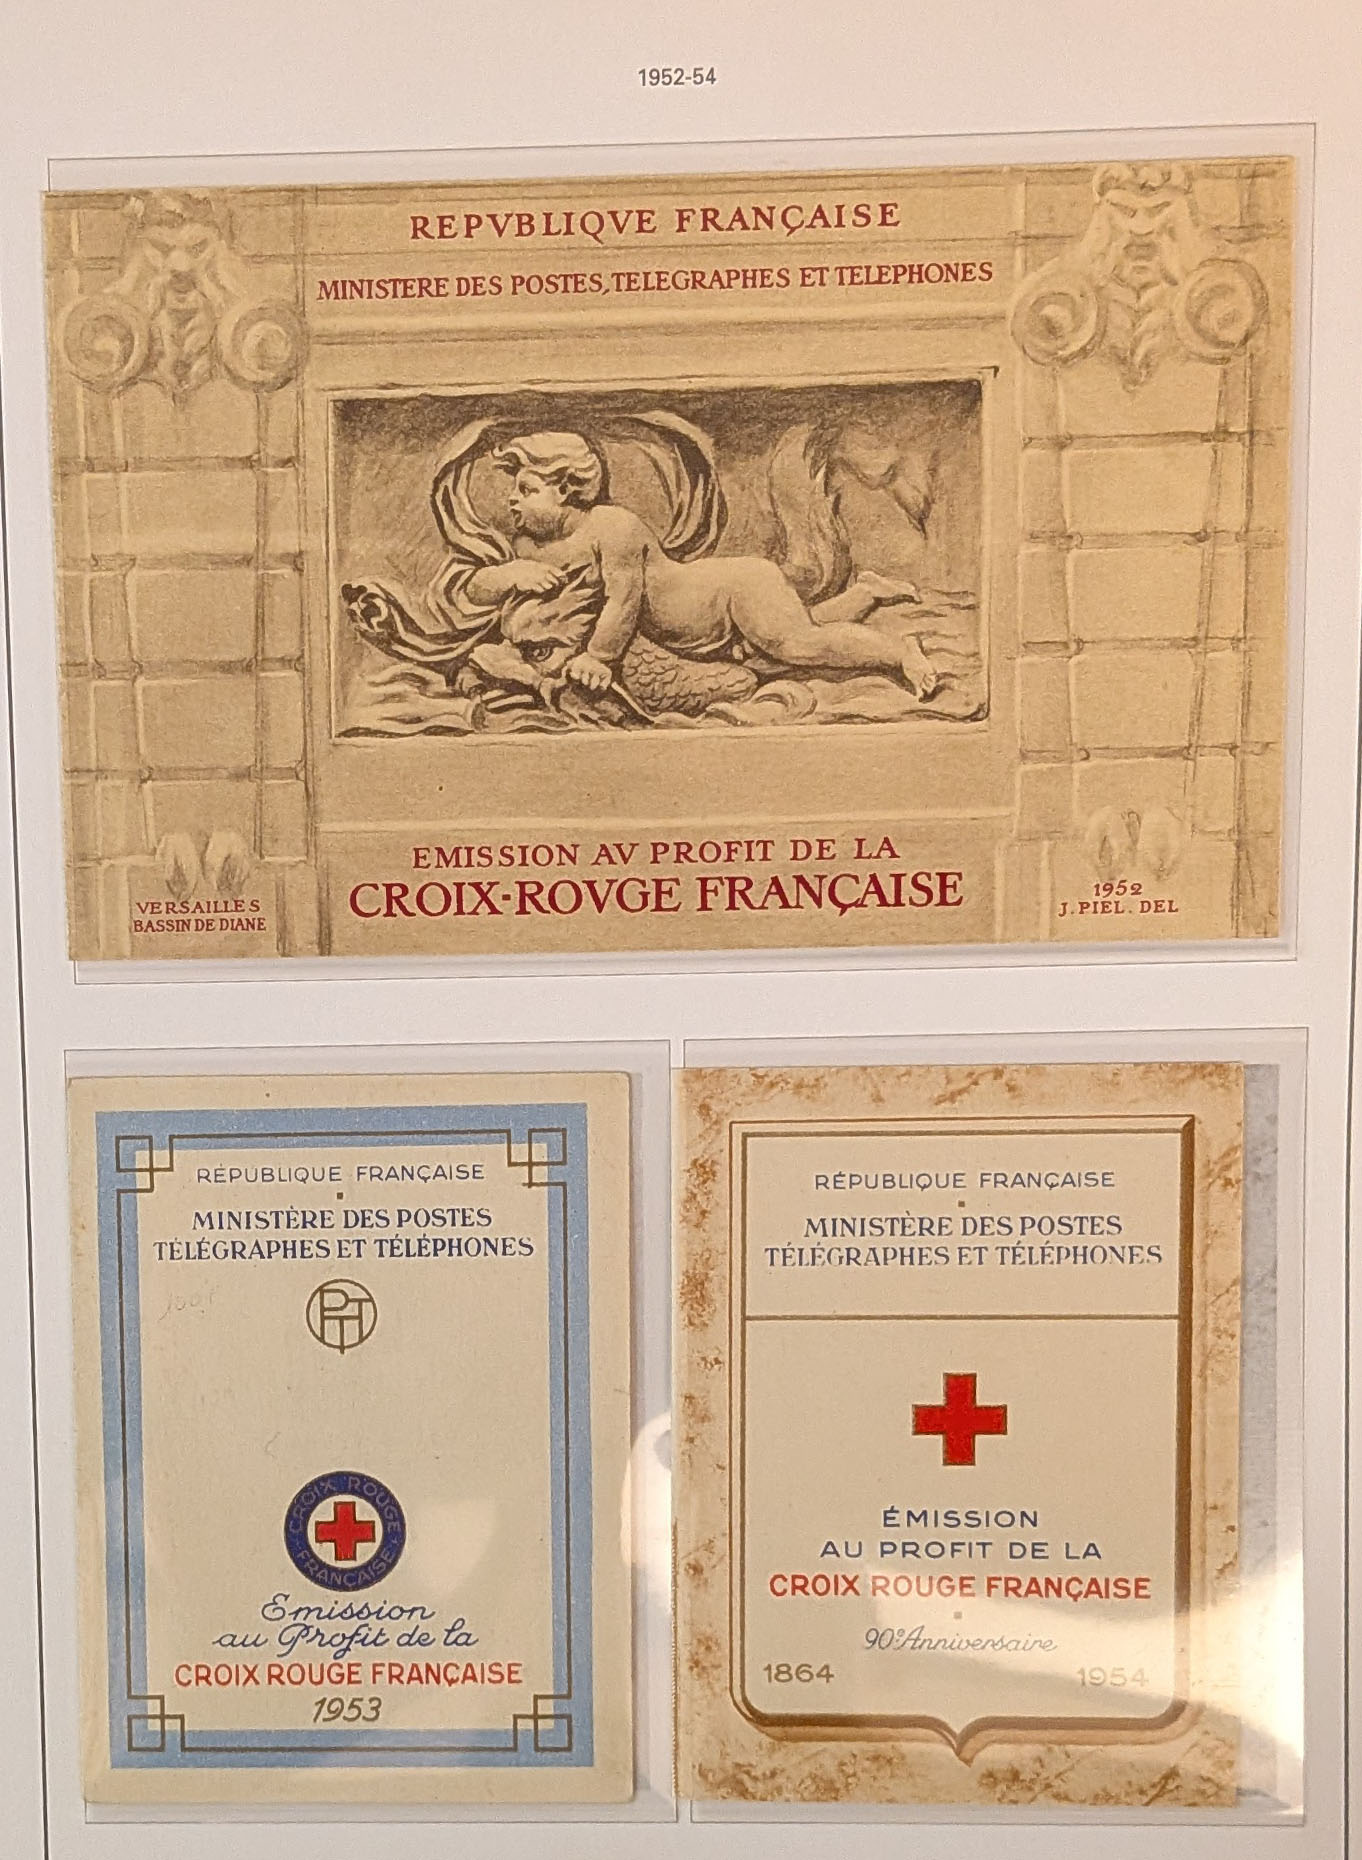 1952-54
REPVBLIQVE FRANÇAISE
MINISTERE DES POSTES, TELEGRAPHES ET TELEPHONES
EMISSION AV PROFIT DE LA
CROIX-ROVGE FRANÇAISE
VERSAILLES
BASSIN DE DIANE
1952
J. PIEL. DEL
RÉPUBLIQUE FRANÇAISE
MINISTÈRE DES POSTES
TÉLÉGRAPHES ET TÉLÉPHONES
PTT
CROIX ROUGE
FRANÇAISE
Emission
au Profit de la
CROIX ROUGE FRANÇAISE
1953
RÉPUBLIQUE FRANÇAISE
MINISTÈRE DES POSTES
TÉLÉGRAPHES ET TÉLÉPHONES
ÉMISSION
AU PROFIT DE LA
CROIX ROUGE FRANÇAISE
90e Anniversaire
1864 1954